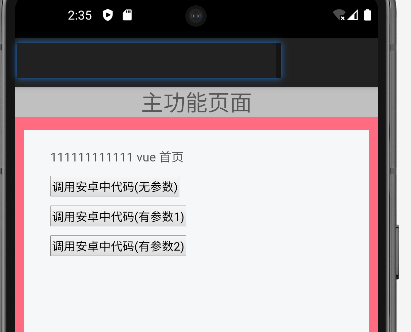 2:35
主功能页面
111111111111 vue 首页
调用安卓中代码(无参数)
调用安卓中代码(有参数1)
调用安卓中代码(有参数2)